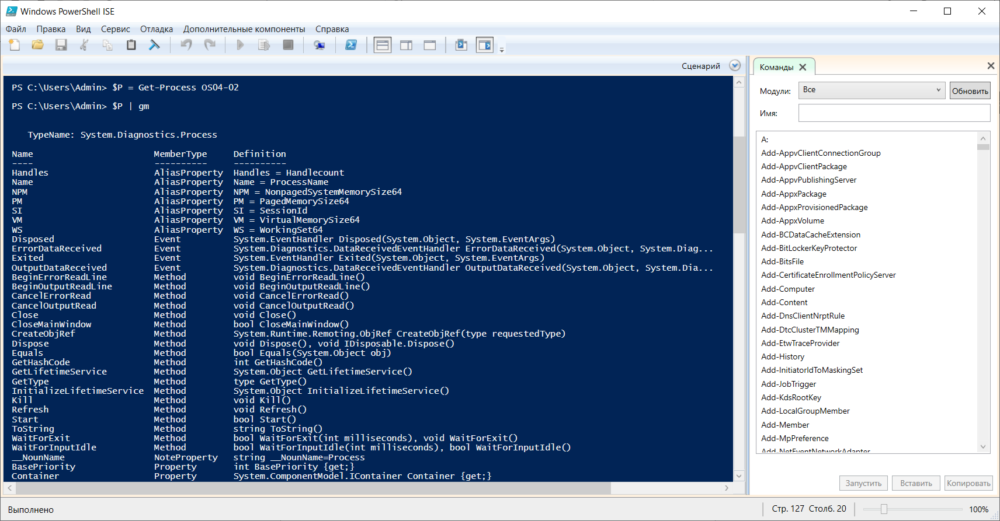 Windows PowerShell ISE
Файл Правка Вид Сервис Отладка Дополнительные компоненты Справка
Сценарий
PS C:\Users\Admin> $P = Get-Process OS04-02
PS C:\Users\Admin> $P | gm
TypeName: System.Diagnostics.Process
Name MemberType Definition
---- ---------- ----------
Handles AliasProperty Handles = Handlecount
Name AliasProperty Name = ProcessName
NPM AliasProperty NPM = NonpagedSystemMemorySize64
PM AliasProperty PM = PagedMemorySize64
SI AliasProperty SI = SessionId
VM AliasProperty VM = VirtualMemorySize64
WS AliasProperty WS = WorkingSet64
Disposed Event System.EventHandler Disposed(System.Object, System.EventArgs)
ErrorDataReceived Event System.Diagnostics.DataReceivedEventHandler ErrorDataReceived(System.Object, System.Diag...
Exited Event System.EventHandler Exited(System.Object, System.EventArgs)
OutputDataReceived Event System.Diagnostics.DataReceivedEventHandler OutputDataReceived(System.Object, System.Dia...
BeginErrorReadLine Method void BeginErrorReadLine()
BeginOutputReadLine Method void BeginOutputReadLine()
CancelErrorRead Method void CancelErrorRead()
CancelOutputRead Method void CancelOutputRead()
Close Method void Close()
CloseMainWindow Method bool CloseMainWindow()
CreateObjRef Method System.Runtime.Remoting.ObjRef CreateObjRef(type requestedType)
Dispose Method void Dispose(), void IDisposable.Dispose()
Equals Method bool Equals(System.Object obj)
GetHashCode Method int GetHashCode()
GetLifetimeService Method System.Object GetLifetimeService()
GetType Method type GetType()
InitializeLifetimeService Method System.Object InitializeLifetimeService()
Kill Method void Kill()
Refresh Method void Refresh()
Start Method bool Start()
ToString Method string ToString()
WaitForExit Method bool WaitForExit(int milliseconds), void WaitForExit()
WaitForInputIdle Method bool WaitForInputIdle(int milliseconds), bool WaitForInputIdle()
__NounName NoteProperty string __NounName=Process
BasePriority Property int BasePriority {get;}
Container Property System.ComponentModel.IContainer Container {get;}
Команды
Модули: Все Обновить
Имя:
A:
Add-AppvClientConnectionGroup
Add-AppvClientPackage
Add-AppvPublishingServer
Add-AppxPackage
Add-AppxProvisionedPackage
Add-AppxVolume
Add-BCDataCacheExtension
Add-BitLockerKeyProtector
Add-BitsFile
Add-CertificateEnrollmentPolicyServer
Add-Computer
Add-Content
Add-DnsClientNrptRule
Add-DtcClusterTMMapping
Add-EtwTraceProvider
Add-History
Add-InitiatorIdToMaskingSet
Add-JobTrigger
Add-KdsRootKey
Add-LocalGroupMember
Add-Member
Add-MpPreference
Add-NetEventNetworkAdapter
Запустить Вставить Копировать
Выполнено Стр. 127 Столб. 20 100%